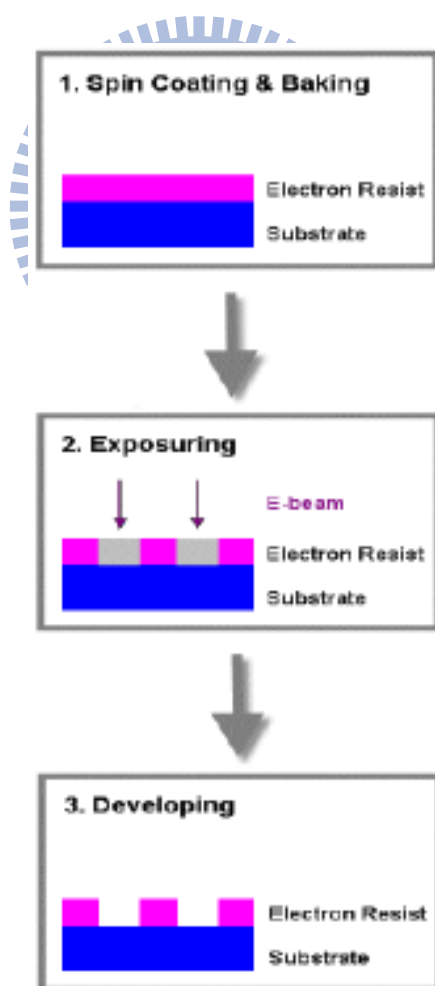 1. Spin Coating & Baking
Electron Resist
Substrate
2. Exposuring
E-beam
Electron Resist
Substrate
3. Developing
Electron Resist
Substrate